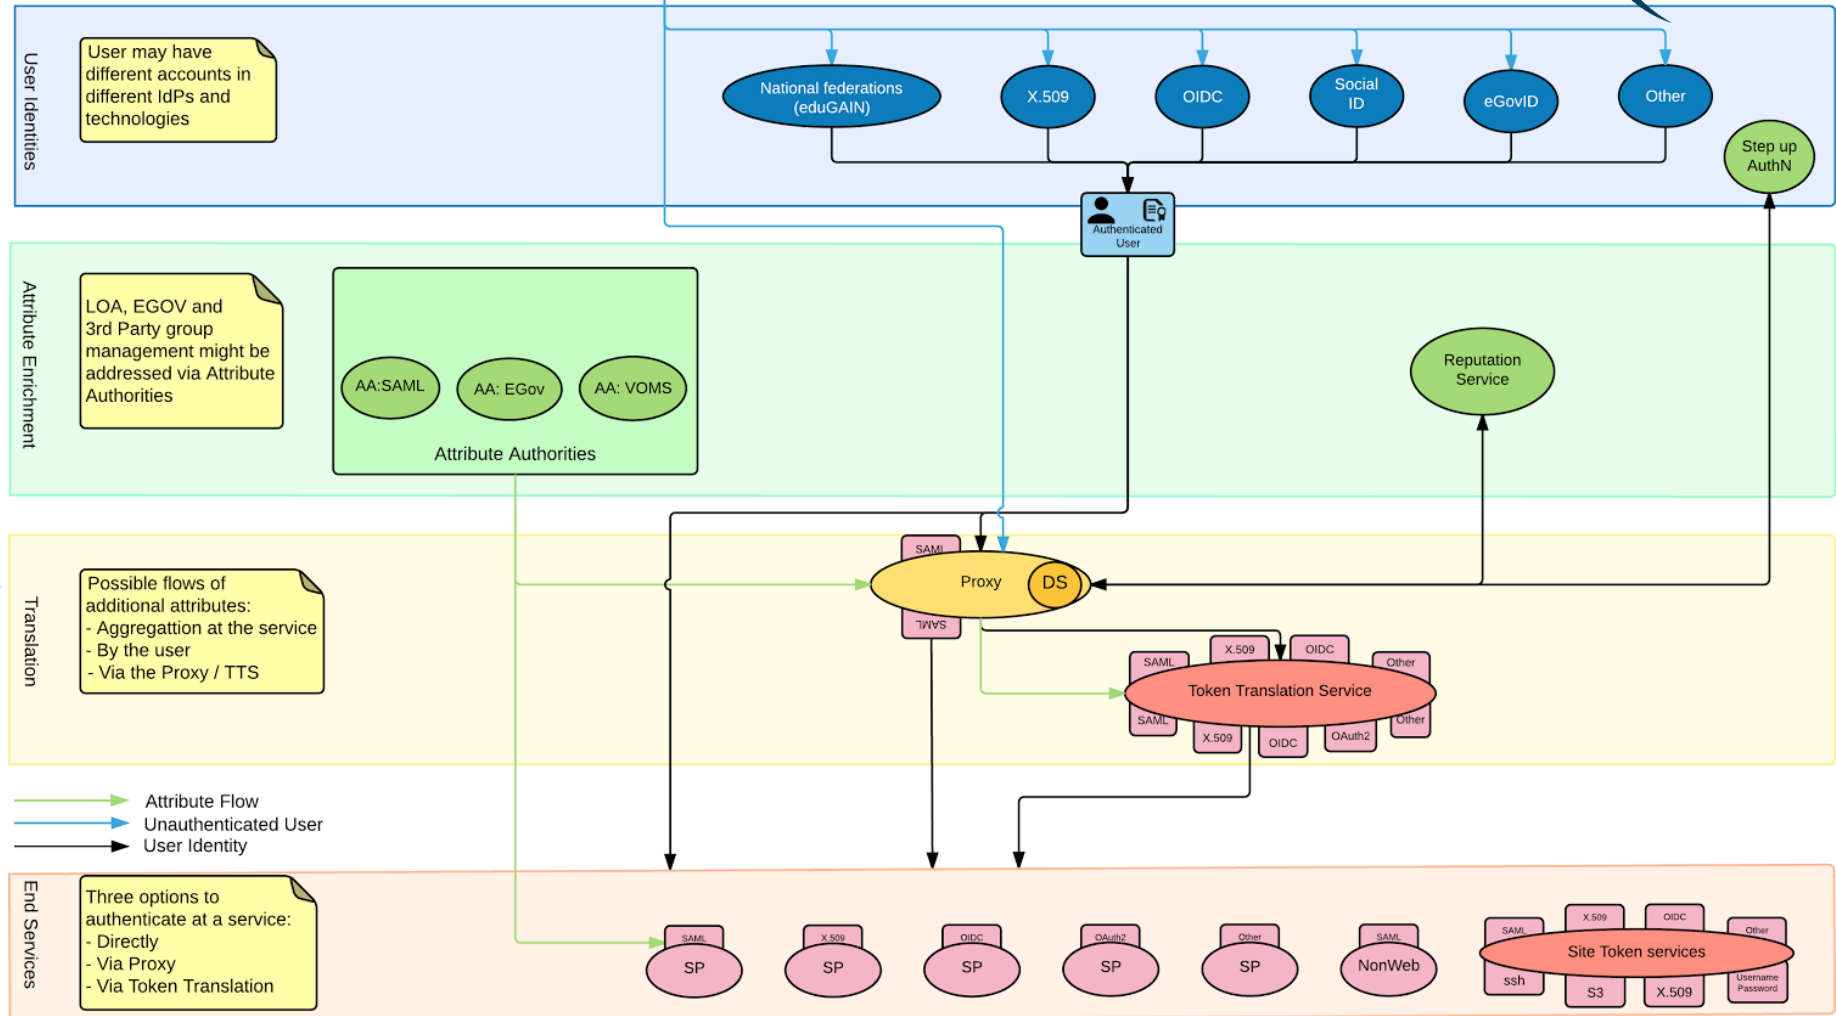 User Identities
User may have
different accounts in
different IdPs and
technologies
National federations
(eduGAIN)
X.509
OIDC
Social
ID
eGovID
Other
Step up
AuthN
Authenticated
User
Attribute Enrichment
LOA, EGOV and
3rd Party group
management might be
addressed via Attribute
Authorities
AA:SAML
AA: EGov
AA: VOMS
Attribute Authorities
Reputation
Service
Translation
Possible flows of
additional attributes:
- Aggregattion at the service
- By the user
- Via the Proxy / TTS
SAML
Proxy
DS
SAML
SAML
X.509
OIDC
Other
Token Translation Service
SAML
X.509
OIDC
OAuth2
Other
Attribute Flow
Unauthenticated User
User Identity
End Services
Three options to
authenticate at a service:
- Directly
- Via Proxy
- Via Token Translation
SAML
SP
X.509
SP
OIDC
SP
OAuth2
SP
Other
SP
SAML
NonWeb
SAML
X.509
OIDC
Other
Site Token services
ssh
S3
X.509
Username
Password